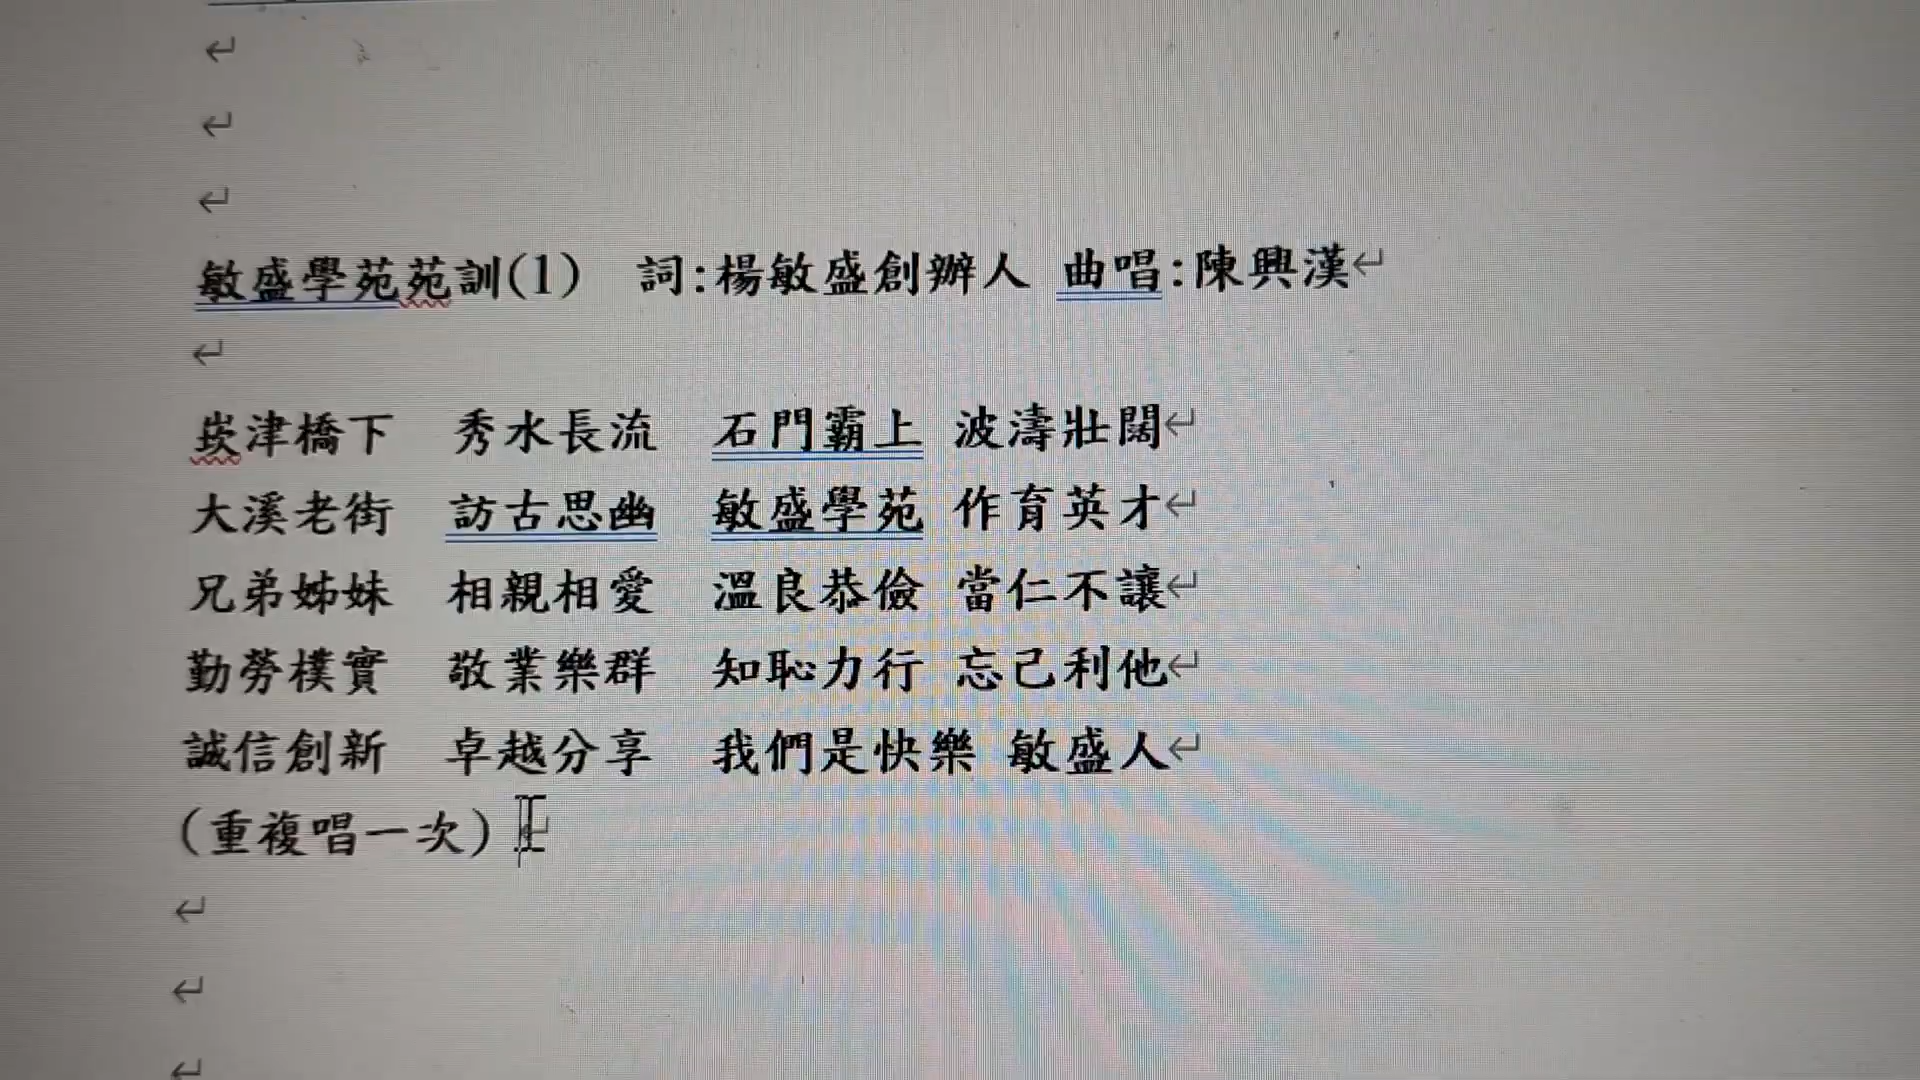 敏盛學苑苑訓(1) 詞:楊敏盛創辦人 曲唱:陳興漢
崁津橋下 秀水長流 石門霸上 波濤壯闊
大溪老街 訪古思幽 敏盛學苑 作育英才
兄弟姊妹 相親相愛 溫良恭儉 當仁不讓
勤勞樸實 敬業樂群 知恥力行 忘己利他
誠信創新 卓越分享 我們是快樂 敏盛人
(重複唱一次)